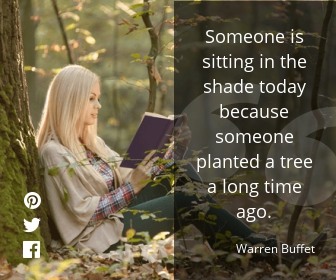 Someone is
sitting in the
shade today
because
someone
planted a tree
a long time
ago.
Warren Buffet